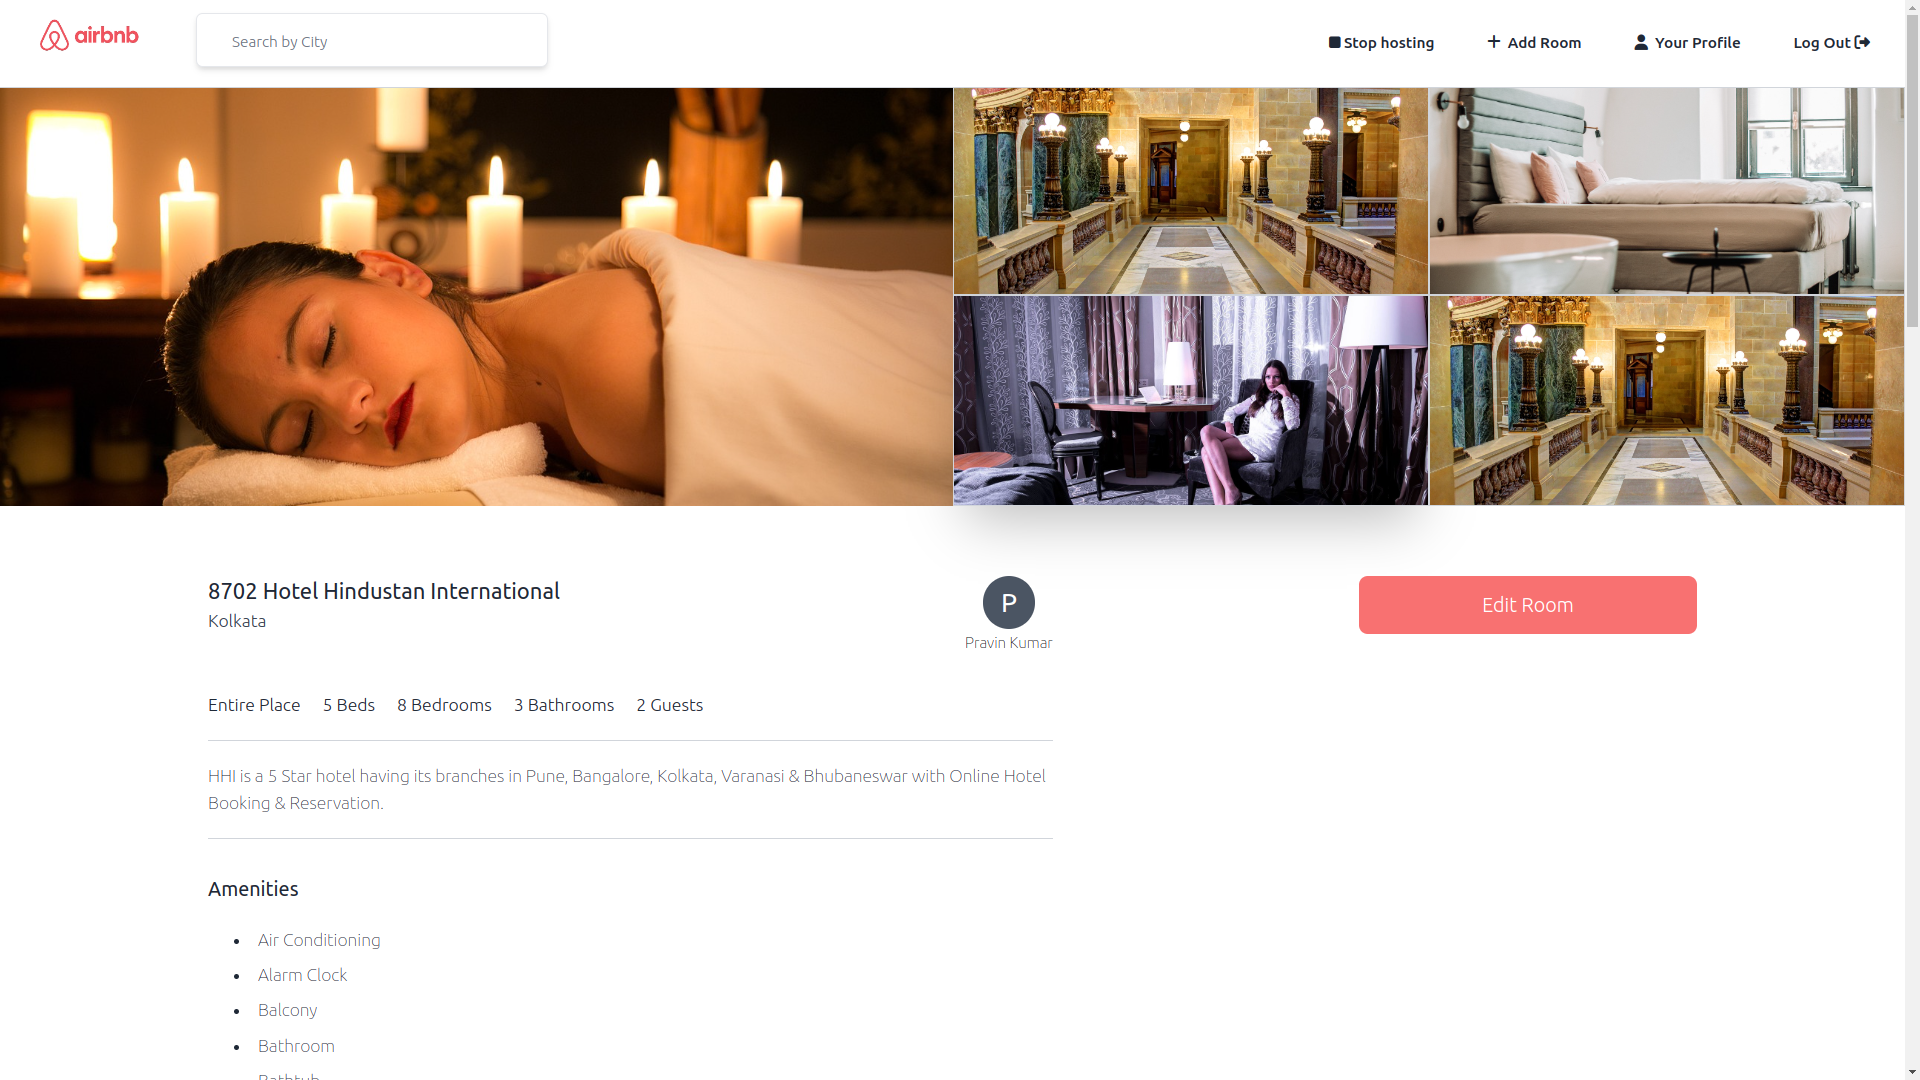 airbnb
Search by City
Stop hosting
Add Room
Your Profile
Log Out
8702 Hotel Hindustan International
Kolkata
P
Pravin Kumar
Edit Room
Entire Place 5 Beds 8 Bedrooms 3 Bathrooms 2 Guests
HHI is a 5 Star hotel having its branches in Pune, Bangalore, Kolkata, Varanasi & Bhubaneswar with Online Hotel
Booking & Reservation.
Amenities
Air Conditioning
Alarm Clock
Balcony
Bathroom
Bathtub